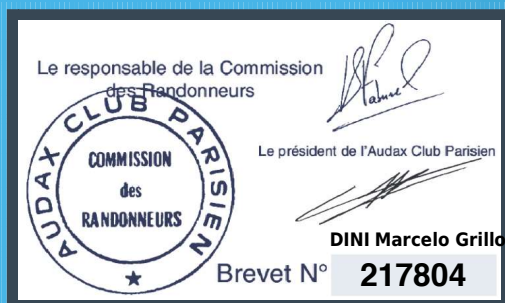 Le responsable de la Commission
des Randonneurs
AUDAX CLUB PARISIEN
COMMISSION
des
RANDONNEURS
Le président de l'Audax Club Parisien
DINI Marcelo Grillo
Brevet N° 217804